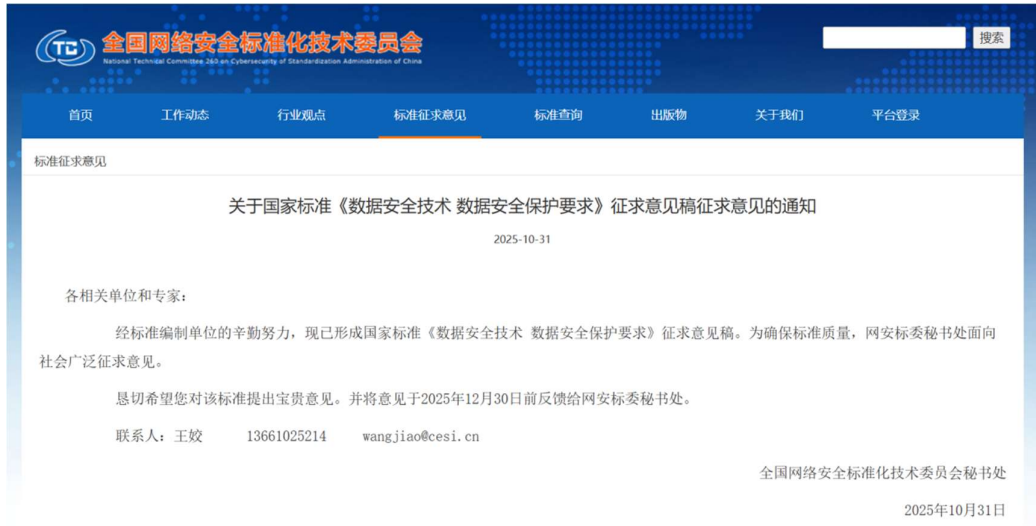 TC
全国网络安全标准化技术委员会
National Technical Committee 260 on Cybersecurity of Standardization Administration of China
搜索
首页 工作动态 行业观点 标准征求意见 标准查询 出版物 关于我们 平台登录
标准征求意见
关于国家标准《数据安全技术 数据安全保护要求》征求意见稿征求意见的通知
2025-10-31
各相关单位和专家：
经标准编制单位的辛勤努力，现已形成国家标准《数据安全技术 数据安全保护要求》征求意见稿。为确保标准质量，网安标委秘书处面向
社会广泛征求意见。
恳切希望您对该标准提出宝贵意见。并将意见于2025年12月30日前反馈给网安标委秘书处。
联系人：王姣 13661025214 wangjiao@cesi.cn
全国网络安全标准化技术委员会秘书处
2025年10月31日